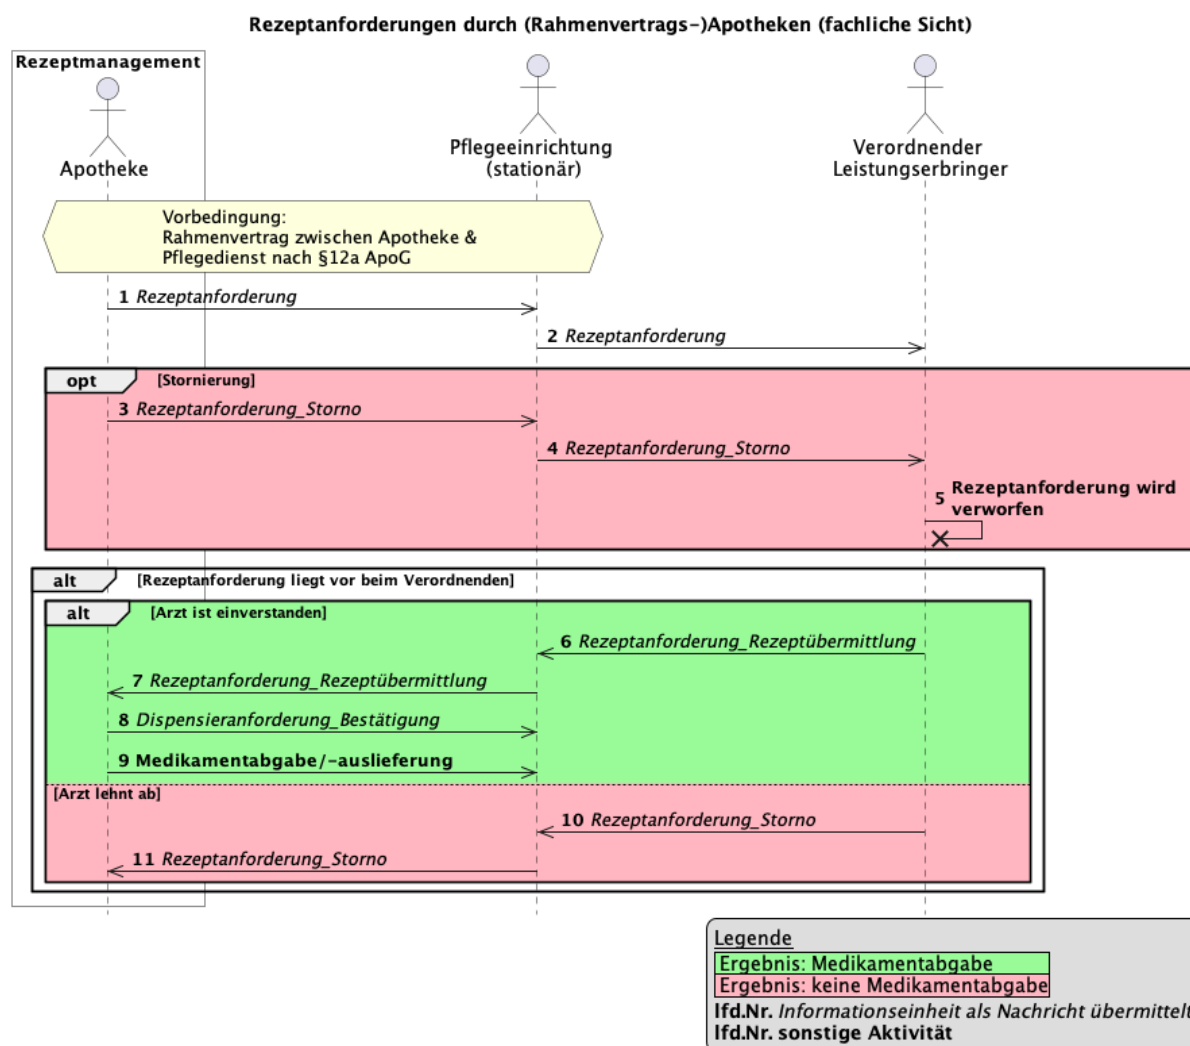 Rezeptanforderungen durch (Rahmenvertrags-)Apotheken (fachliche Sicht)
Rezeptmanagement
Apotheke
Pflegeeinrichtung
(stationär)
Verordnender
Leistungserbringer
Vorbedingung:
Rahmenvertrag zwischen Apotheke &
Pflegedienst nach §12a ApoG
1 Rezeptanforderung
2 Rezeptanforderung
opt [Stornierung]
3 Rezeptanforderung_Storno
4 Rezeptanforderung_Storno
5 Rezeptanforderung wird
verworfen
alt [Rezeptanforderung liegt vor beim Verordnenden]
alt [Arzt ist einverstanden]
6 Rezeptanforderung_Rezeptübermittlung
7 Rezeptanforderung_Rezeptübermittlung
8 Dispensieranforderung_Bestätigung
9 Medikamentabgabe/-auslieferung
[Arzt lehnt ab]
10 Rezeptanforderung_Storno
11 Rezeptanforderung_Storno
Legende
Ergebnis: Medikamentabgabe
Ergebnis: keine Medikamentabgabe
lfd.Nr. Informationseinheit als Nachricht übermittelt
lfd.Nr. sonstige Aktivität